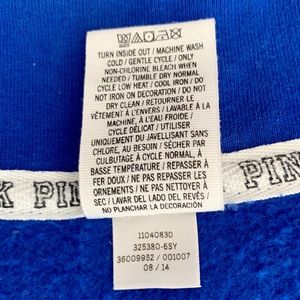 TURN INSIDE OUT / MACHINE WASH
COLD / GENTLE CYCLE / ONLY
NON-CHLORINE BLEACH WHEN
NEEDED / TUMBLE DRY NORMAL
CYCLE LOW HEAT / COOL IRON / DO
NOT IRON ON DECORATION / DO NOT
DRY CLEAN / RETOURNER LE
VÊTEMENT À L'ENVERS / LAVABLE À LA
MACHINE, À L'EAU FROIDE /
CYCLE DÉLICAT / UTILISER
UNIQUEMENT DU JAVELLISANT SANS
CHLORE, AU BESOIN / SÉCHER PAR
CULBUTAGE À CYCLE NORMAL, À
BASSE TEMPÉRATURE / REPASSER À
FER DOUX / NE PAS REPASSER LES
ORNEMENTS / NE PAS NETTOYER À
SEC / LAVAR DEL LADO DEL REVÉS /
NO PLANCHAR LA DECORACIÓN
K PIN
PIN
11040830
325380-6SY
36009952 / 001007
08 / 14